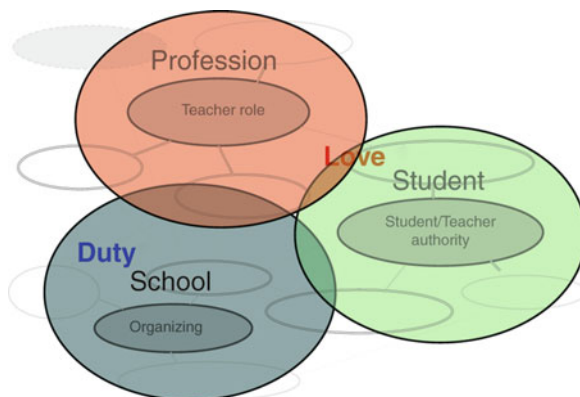 Profession
Teacher role
Love
Student
Student/Teacher
authority
Duty
School
Organizing